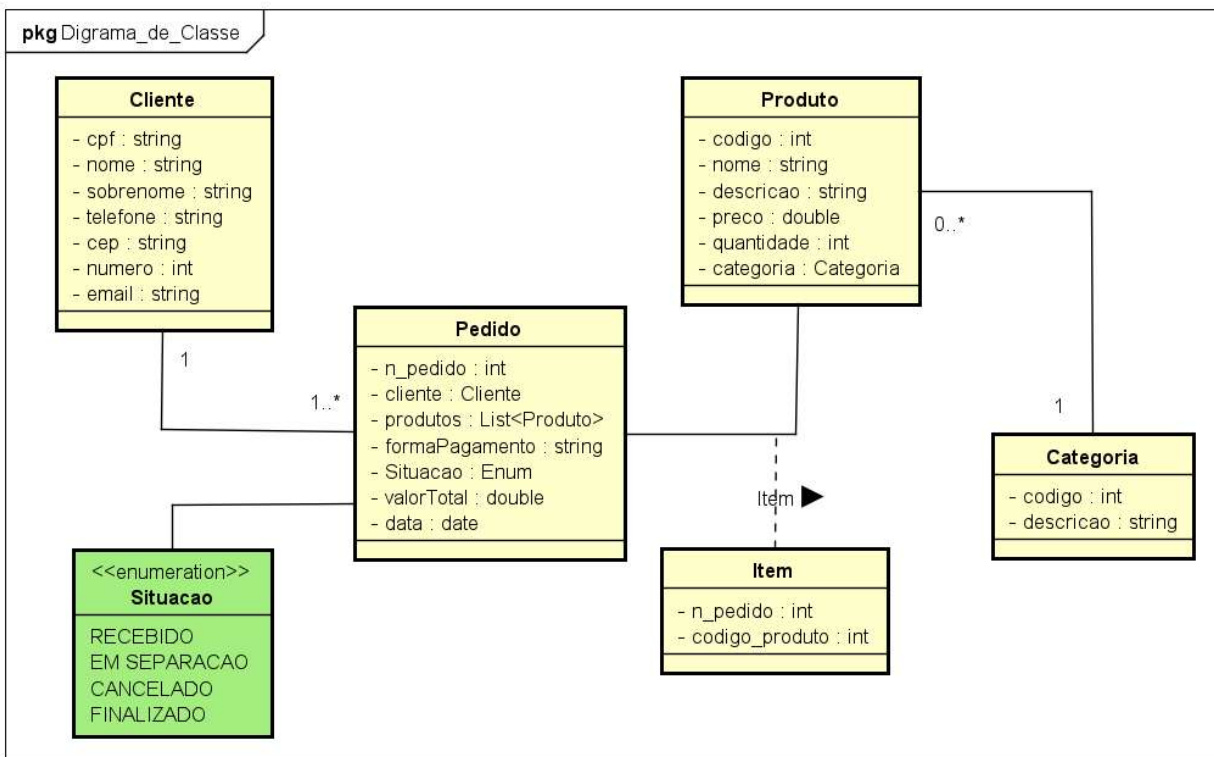 pkg Digrama_de_Classe
Cliente
- cpf : string
- nome : string
- sobrenome : string
- telefone : string
- cep : string
- numero : int
- email : string
1
1..*
Produto
- codigo : int
- nome : string
- descricao : string
- preco : double
- quantidade : int
- categoria : Categoria
0..*
1
Pedido
- n_pedido : int
- cliente : Cliente
- produtos : List<Produto>
- formaPagamento : string
- Situacao : Enum
- valorTotal : double
- data : date
Item ▶
Categoria
- codigo : int
- descricao : string
<<enumeration>>
Situacao
RECEBIDO
EM SEPARACAO
CANCELADO
FINALIZADO
Item
- n_pedido : int
- codigo_produto : int